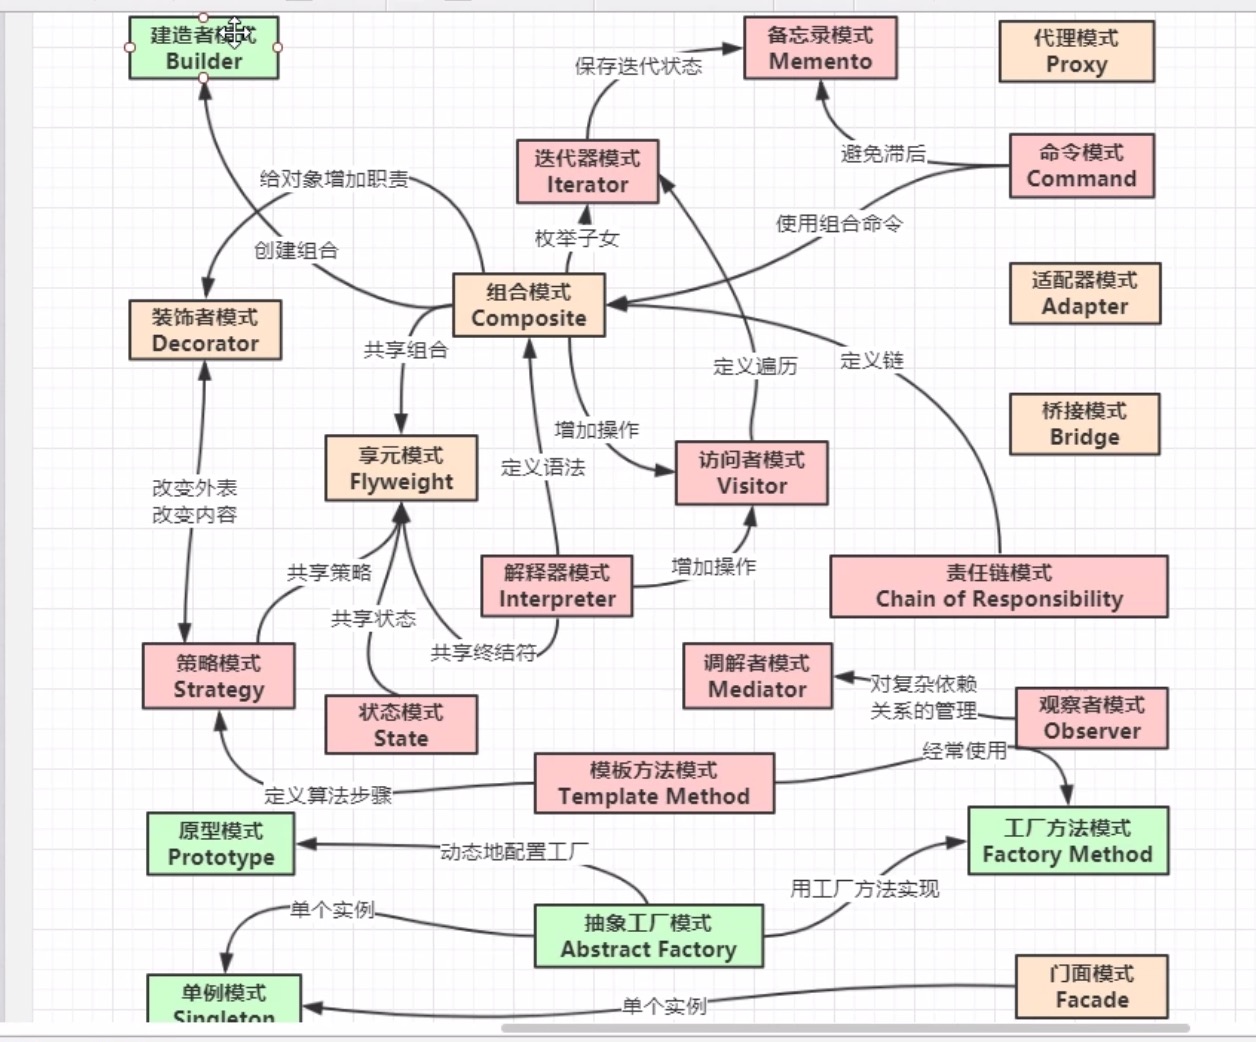 建造者模式
Builder
备忘录模式
Memento
代理模式
Proxy
保存迭代状态
迭代器模式
Iterator
避免滞后
命令模式
Command
给对象增加职责
创建组合
枚举子女
使用组合命令
组合模式
Composite
适配器模式
Adapter
装饰者模式
Decorator
共享组合
定义遍历
定义链
增加操作
桥接模式
Bridge
享元模式
Flyweight
定义语法
访问者模式
Visitor
改变外表
改变内容
共享策略
解释器模式
Interpreter
增加操作
责任链模式
Chain of Responsibility
共享状态
共享终结符
策略模式
Strategy
调解者模式
Mediator
对复杂依赖
关系的管理
观察者模式
Observer
状态模式
State
经常使用
模板方法模式
Template Method
定义算法步骤
原型模式
Prototype
动态地配置工厂
工厂方法模式
Factory Method
用工厂方法实现
单个实例
抽象工厂模式
Abstract Factory
门面模式
Facade
单例模式
Singleton
单个实例